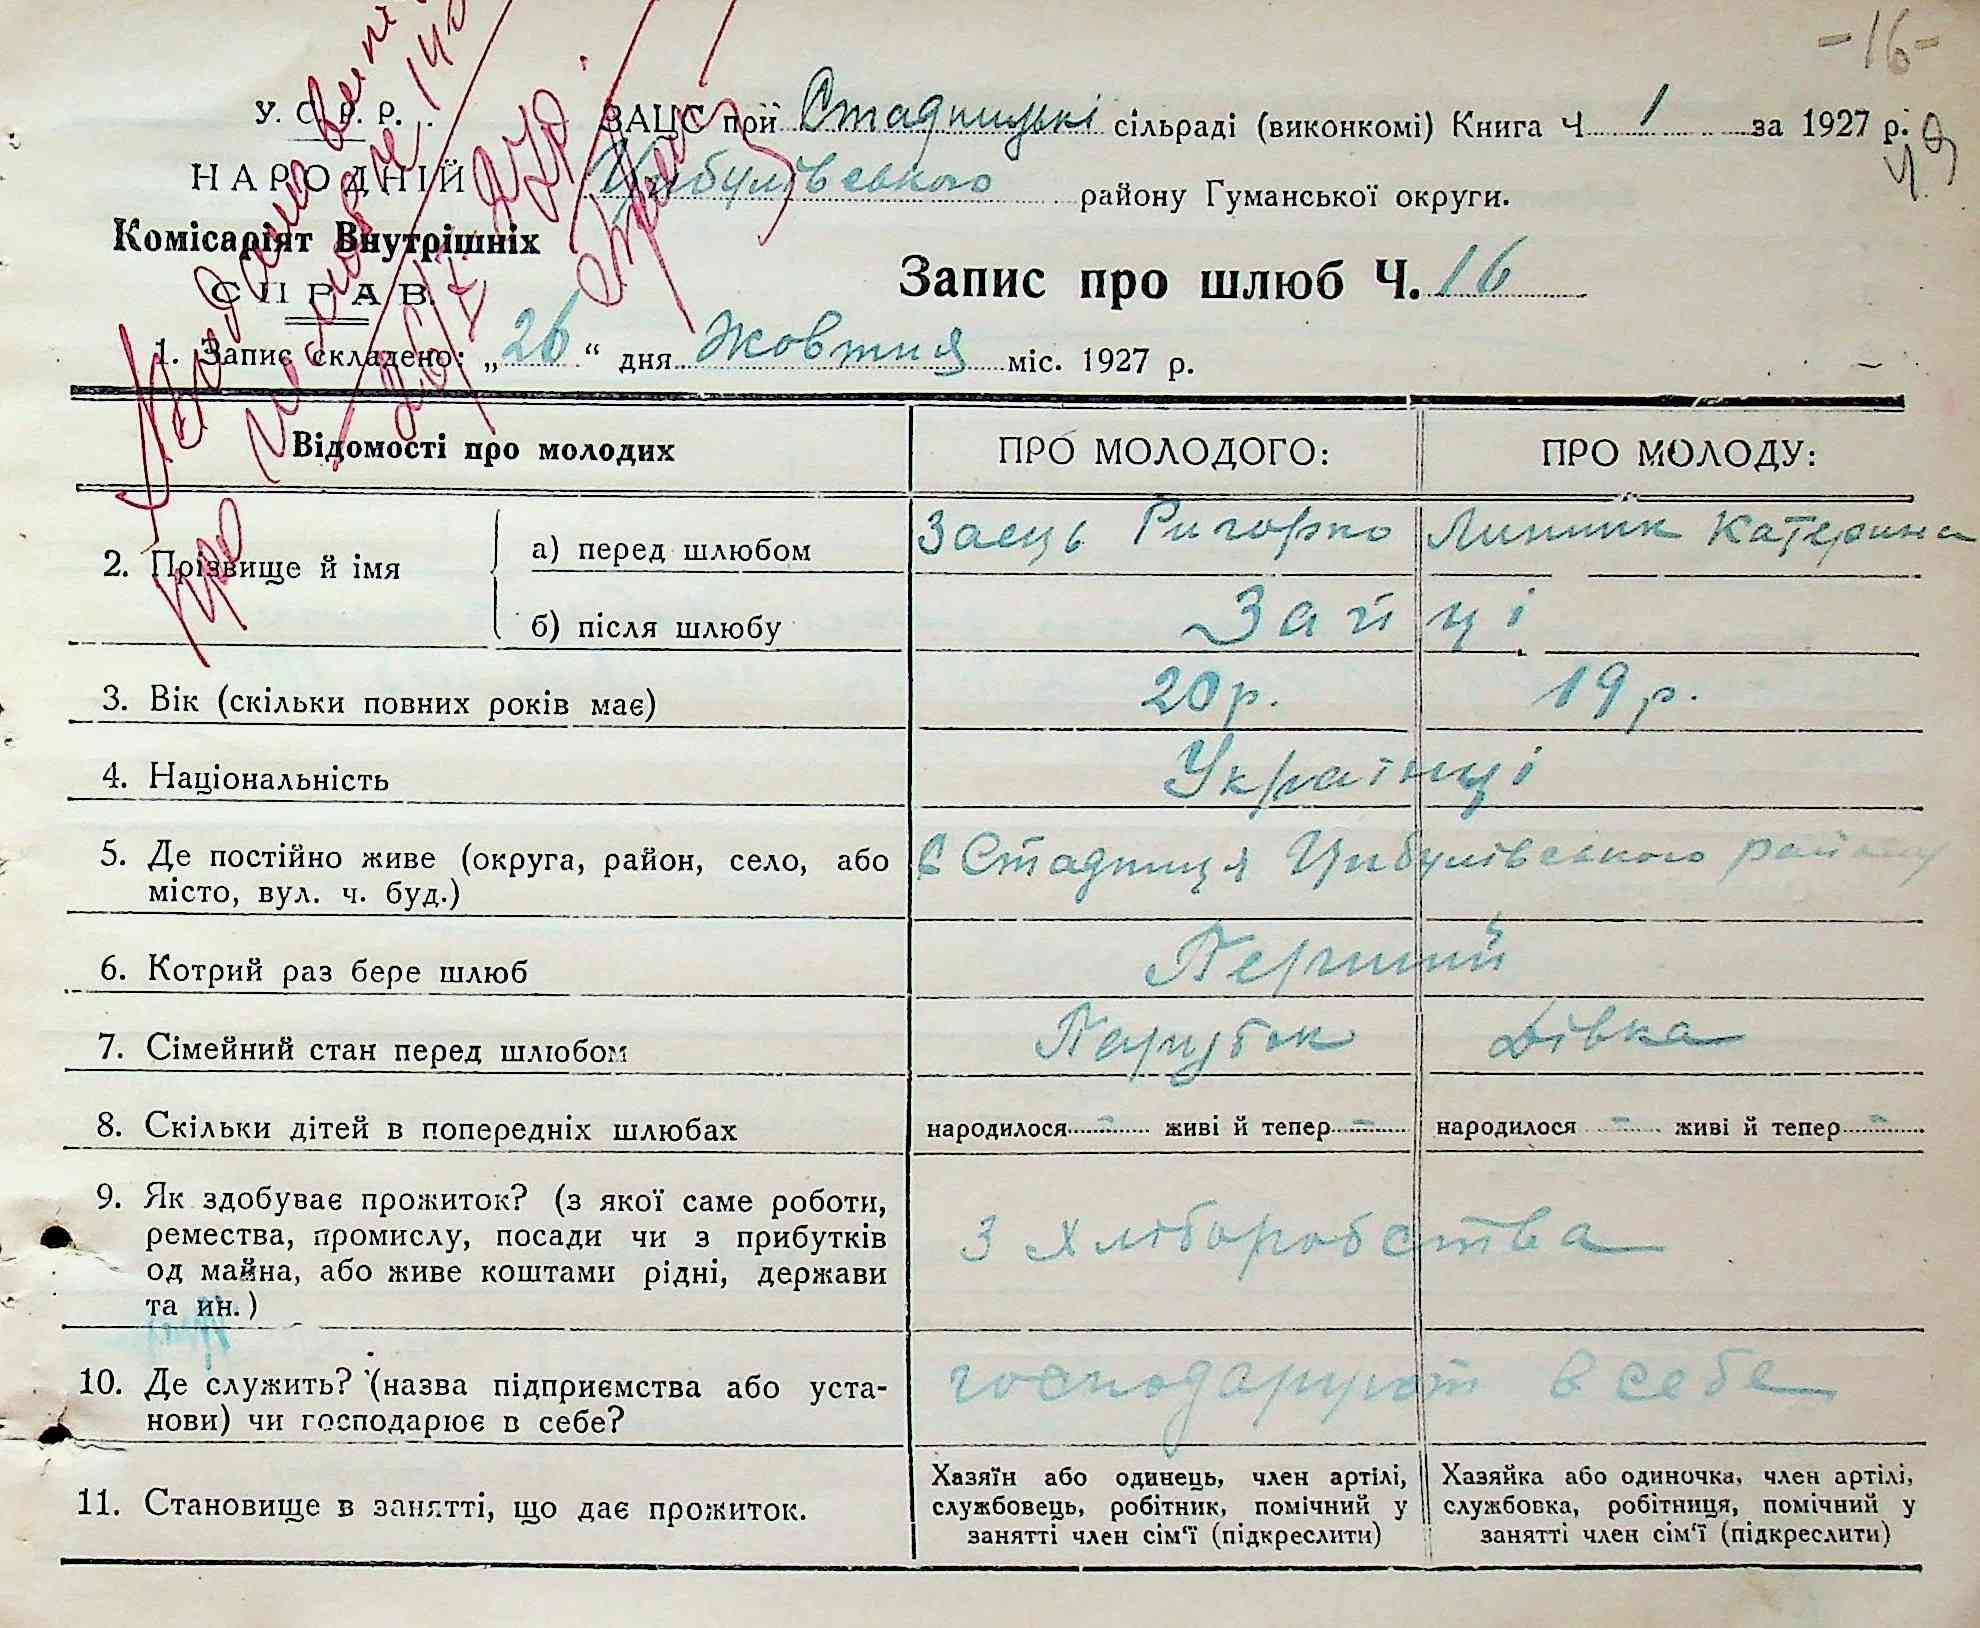 -16-
49
У. С. Р. Р.
НАРОДНІЙ
Комісаріят Внутрішніх
СПРАВ.
ЗАЦС при Стадницькі сільраді (виконкомі) Книга Ч 1 за 1927 р.
Цибулівського району Гуманської округи.
Запис про шлюб Ч. 16
1. Запис складено: „26“ дня Жовтня міс. 1927 р.
Відомості про молодих ПРО МОЛОДОГО: ПРО МОЛОДУ:
2. Прізвище й імя а) перед шлюбом Заець Ригорко Линник Катерина
б) після шлюбу Зайці
3. Вік (скільки повних років має) 20 р. 19 р.
4. Національність Українці
5. Де постійно живе (округа, район, село, або місто, вул. ч. буд.) С Стадниця Цибулівського району
6. Котрий раз бере шлюб Перший
7. Сімейний стан перед шлюбом Парубок Дівка
8. Скільки дітей в попередніх шлюбах народилося - живі й тепер - народилося - живі й тепер -
9. Як здобуває прожиток? (з якої саме роботи,
ремества, промислу, посади чи з прибутків
од майна, або живе коштами рідні, держави
та ин.)
з хліборобства
10. Де служить? (назва підприємства або уста-
нови) чи господарює в себе?
господарують в себе
11. Становище в занятті, що дає прожиток.
Хазяїн або одинець, член артілі,
службовець, робітник, помічний у
занятті член сім‘ї (підкреслити)
Хазяйка або одиночка, член артілі,
службовка, робітниця, помічний у
занятті член сім‘ї (підкреслити)